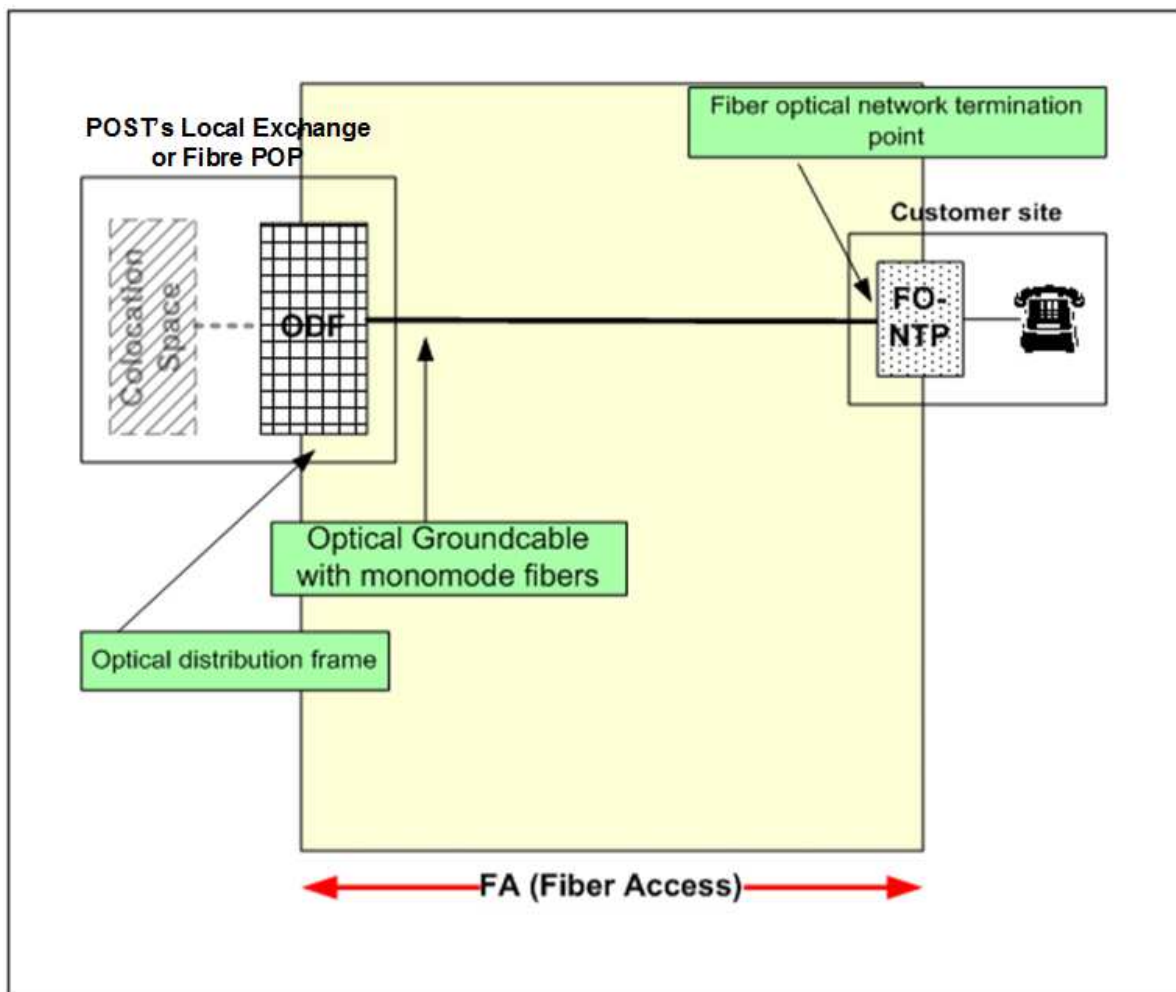 POST's Local Exchange
or Fibre POP
Fiber optical network termination
point
Customer site
Colocation
Space
ODF
FO-
NTP
Optical Groundcable
with monomode fibers
Optical distribution frame
FA (Fiber Access)